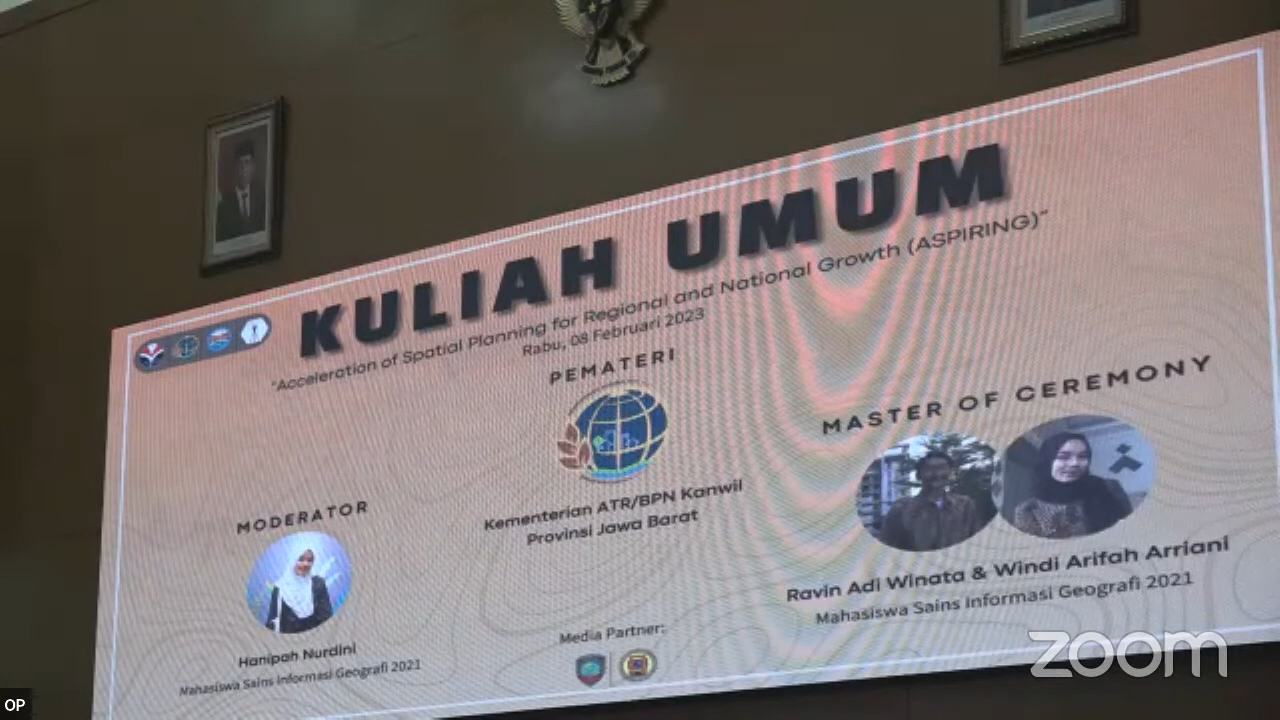 KULIAH UMUM
"Acceleration of Spatial Planning for Regional and National Growth (ASPIRING)"
Rabu, 08 Februari 2023
PEMATERI
Kementerian ATR/BPN Kanwil
Provinsi Jawa Barat
MASTER OF CEREMONY
Ravin Adi Winata & Windi Arifah Arriani
Mahasiswa Sains Informasi Geografi 2021
MODERATOR
Hanipah Nurdini
Mahasiswa Sains Informasi Geografi 2021
Media Partner:
zoom
OP